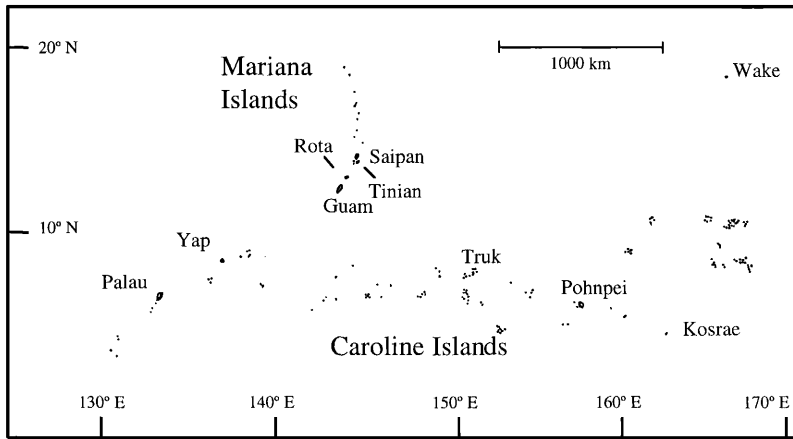 20° N
Mariana
Islands
1000 km
Wake
Rota
Saipan
Tinian
Guam
10° N
Yap
Truk
Palau
Pohnpei
Kosrae
Caroline Islands
130° E
140° E
150° E
160° E
170° E